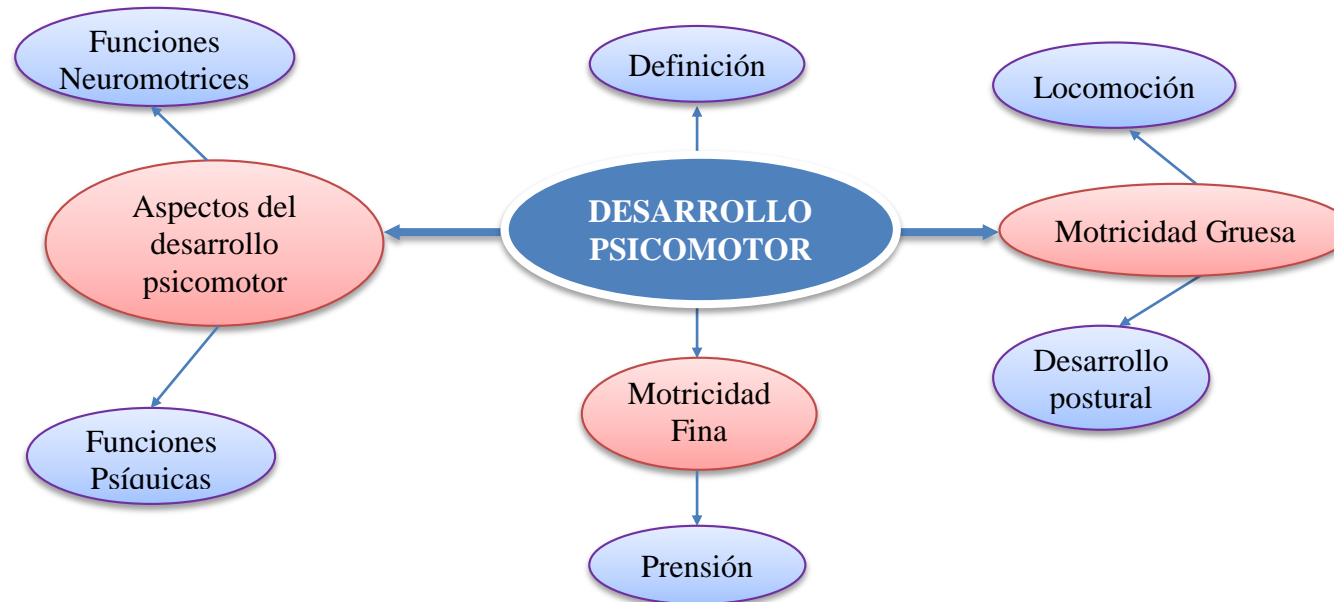 Funciones
Neuromotrices
Definición
Locomoción
Aspectos del
desarrollo
psicomotor
DESARROLLO
PSICOMOTOR
Motricidad Gruesa
Desarrollo
postural
Motricidad
Fina
Funciones
Psíquicas
Prensión